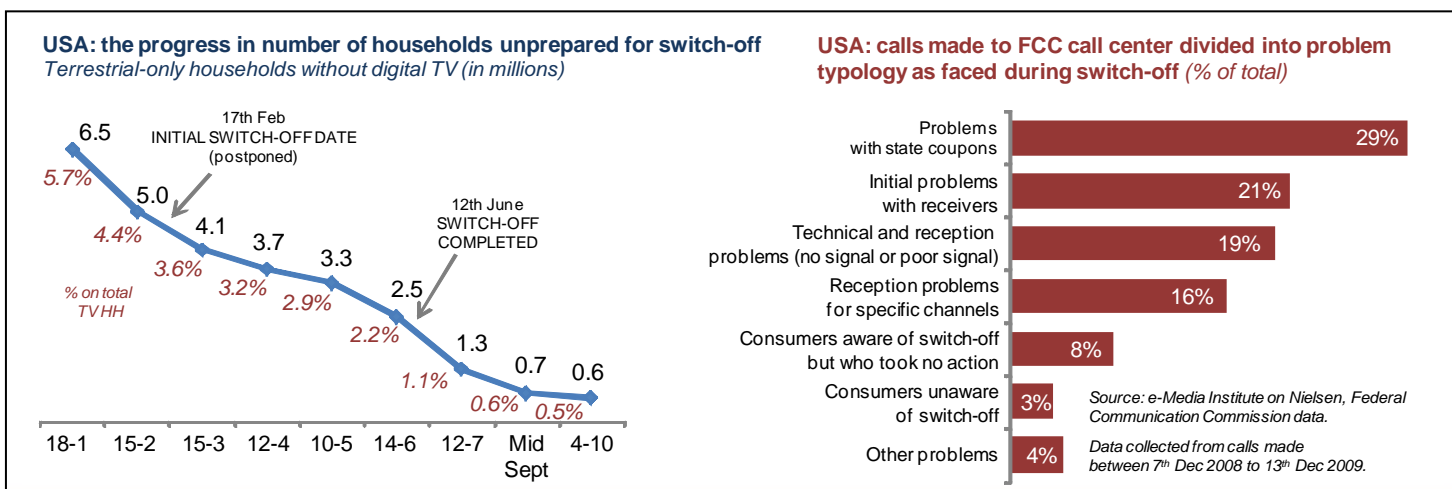 USA: the progress in number of households unprepared for switch-off
Terrestrial-only households without digital TV (in millions)
17th Feb
INITIAL SWITCH-OFF DATE
(postponed)
12th June
SWITCH-OFF
COMPLETED
6.5
5.0
4.1
3.7
3.3
2.5
1.3
0.7
0.6
5.7%
4.4%
3.6%
3.2%
2.9%
2.2%
1.1%
0.6%
0.5%
% on total
TV HH
18-1
15-2
15-3
12-4
10-5
14-6
12-7
Mid
Sept
4-10
USA: calls made to FCC call center divided into problem
typology as faced during switch-off (% of total)
Problems
with state coupons
29%
Initial problems
with receivers
21%
Technical and reception
problems (no signal or poor signal)
19%
Reception problems
for specific channels
16%
Consumers aware of switch-off
but who took no action
8%
Consumers unaware
of switch-off
3%
Other problems
4%
Source: e-Media Institute on Nielsen, Federal
Communication Commission data.
Data collected from calls made
between 7th Dec 2008 to 13th Dec 2009.